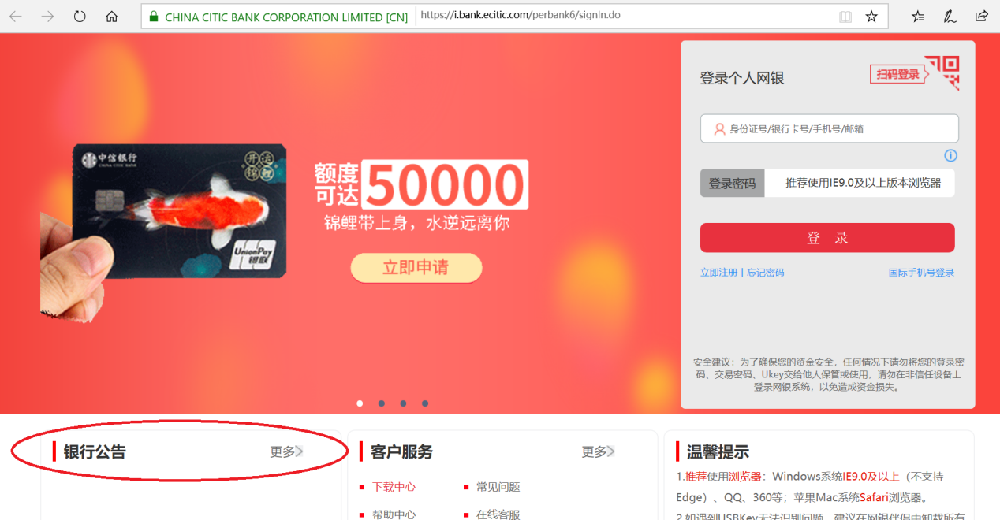 CHINA CITIC BANK CORPORATION LIMITED [CN]
https://i.bank.ecitic.com/perbank6/signIn.do
中信银行
CHINA CITIC BANK
开运
锦鲤
UnionPay
银联
额度
可达
50000
锦鲤带上身，水逆远离你
立即申请
登录个人网银
扫码登录
身份证号/银行卡号/手机号/邮箱
登录密码
推荐使用IE9.0及以上版本浏览器
登 录
立即注册 | 忘记密码
国际手机号登录
安全建议：为了确保您的资金安全，任何情况下请勿将您的登录密
码、交易密码、Ukey交给他人保管或使用，请勿在非信任设备上
登录网银系统，以免造成资金损失。
银行公告
更多
客户服务
更多
下载中心
常见问题
帮助中心
在线客服
温馨提示
1.推荐使用浏览器：Windows系统IE9.0及以上（不支持
Edge）、QQ、360等；苹果Mac系统Safari浏览器。
2.如遇到USBKey无法识别问题，建议在网银伴侣中卸载所有